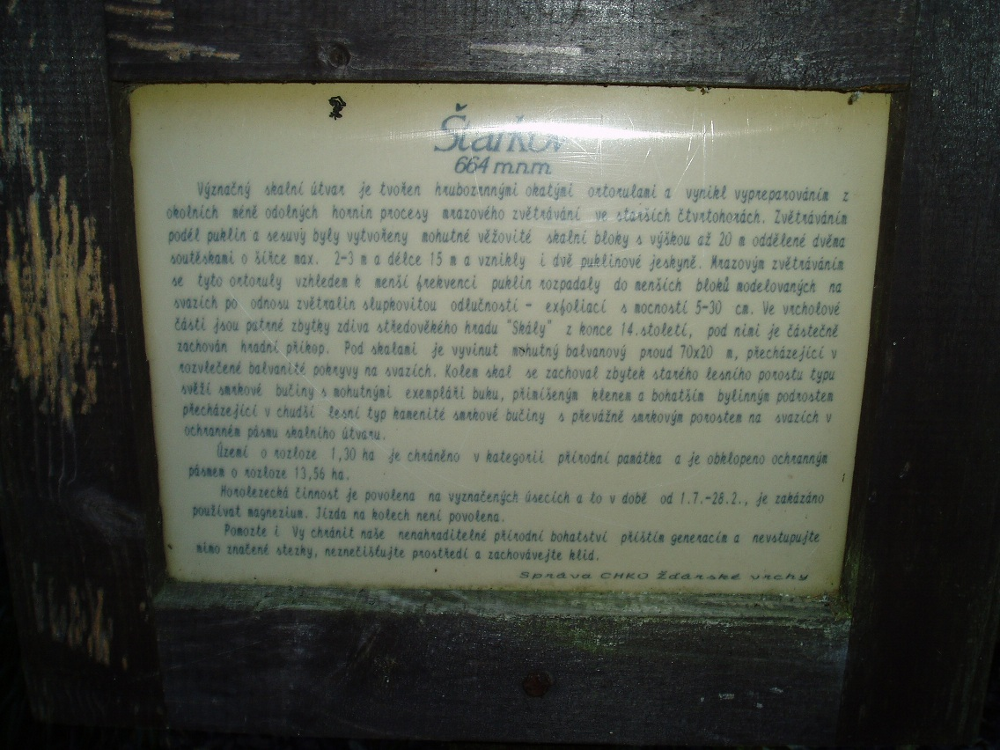 Štarkov
664 m.n.m
Význačný skalní útvar je tvořen hrubozrnnými okatými ortorulami a vynikl vypreparováním z
okolních méně odolných hornin procesy mrazového zvětrávání ve starších čtvrtohorách. Zvětráváním
podél puklin a sesuvy byly vytvořeny mohutné věžovité skalní bloky s výškou až 20 m oddělené dvěma
soutěskami o šířce max. 2-3 m a délce 15 m a vznikly i dvě puklinové jeskyně. Mrazovým zvětráváním
se tyto ortoruly vzhledem k menší frekvenci puklin rozpadaly do menších bloků modelovaných na
svazích po odnosu zvětralin slupkovitou odlučností - exfoliací s mocností 5-30 cm. Ve vrcholové
části jsou patrné zbytky zdiva středověkého hradu "Skály" z konce 14.století, pod nimi je částečně
zachován hradní příkop. Pod skalami je vyvinut mohutný balvanový proud 70x20 m, přecházející v
rozvlečené balvanité pokryvy na svazích. Kolem skal se zachoval zbytek starého lesního porostu typu
svěží smrkové bučiny s mohutnými exempláři buku, přimíšeným klenem a bohatším bylinným podrostem
přecházející v chudší lesní typ kamenité smrkové bučiny s převážně smrkovým porostem na svazích v
ochranném pásmu skalního útvaru.
Území o rozloze 1,30 ha je chráněno v kategorii přírodní památka a je obklopeno ochranným
pásmem o rozloze 13,56 ha.
Horolezecká činnost je povolena na vyznačených úsecích a to v době od 1.7.-28.2., je zakázáno
používat magnezium. Jízda na kolech není povolena.
Pomozte i Vy chránit naše nenahraditelné přírodní bohatství příštím generacím a nevstupujte
mimo značené stezky, neznečišťujte prostředí a zachovávejte klid.
Správa CHKO Žďárské vrchy